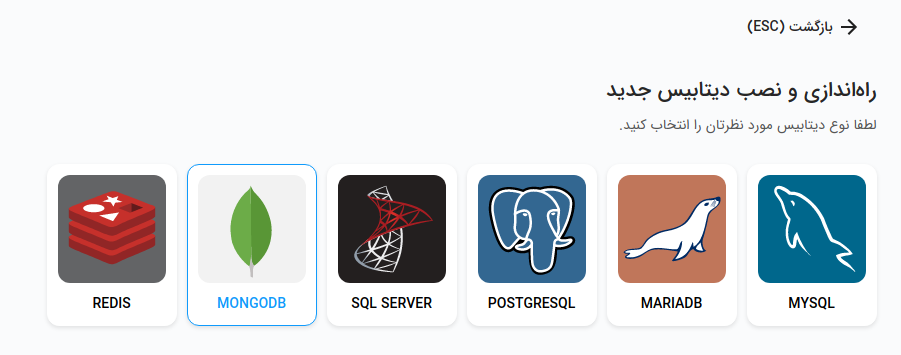 بازگشت (ESC)
راه‌اندازی و نصب دیتابیس جدید
لطفا نوع دیتابیس مورد نظرتان را انتخاب کنید.
MYSQL
MARIADB
POSTGRESQL
SQL SERVER
MONGODB
REDIS